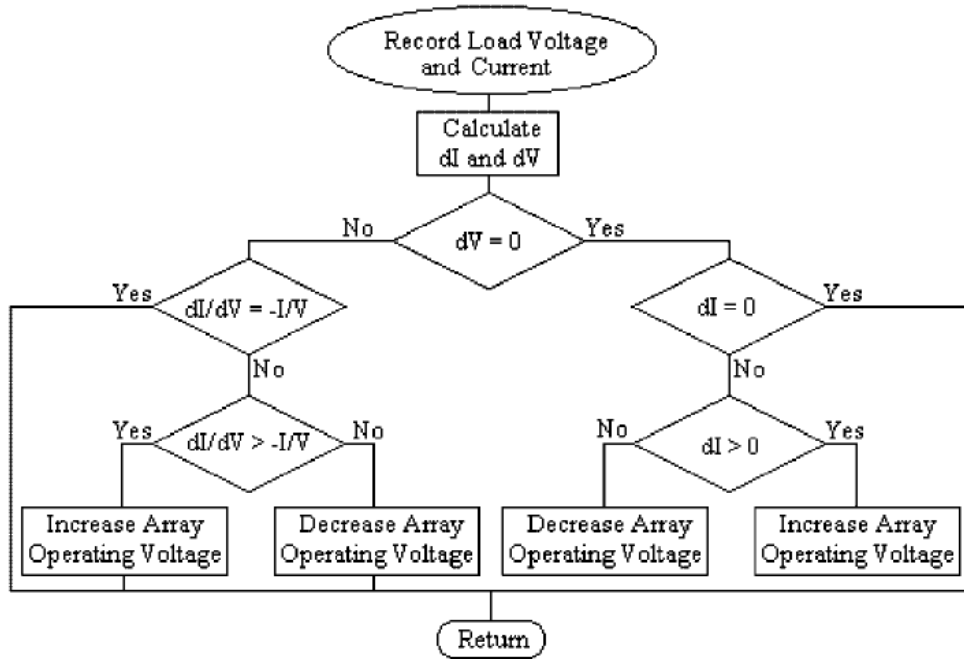 Record Load Voltage
and Current
Calculate
dI and dV
No
dV = 0
Yes
Yes
dI/dV = -I/V
No
dI = 0
Yes
No
Yes
dI/dV > -I/V
No
No
dI > 0
Yes
Increase Array
Operating Voltage
Decrease Array
Operating Voltage
Decrease Array
Operating Voltage
Increase Array
Operating Voltage
Return